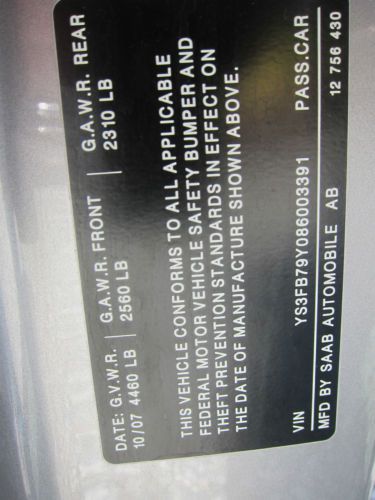 DATE: G.V.W.R. G.A.W.R. FRONT G.A.W.R. REAR
10/07 4460 LB 2560 LB 2310 LB
THIS VEHICLE CONFORMS TO ALL APPLICABLE
FEDERAL MOTOR VEHICLE SAFETY BUMPER AND
THEFT PREVENTION STANDARDS IN EFFECT ON
THE DATE OF MANUFACTURE SHOWN ABOVE.
VIN YS3FB79Y086003391 PASS.CAR
MFD BY SAAB AUTOMOBILE AB 12 756 430